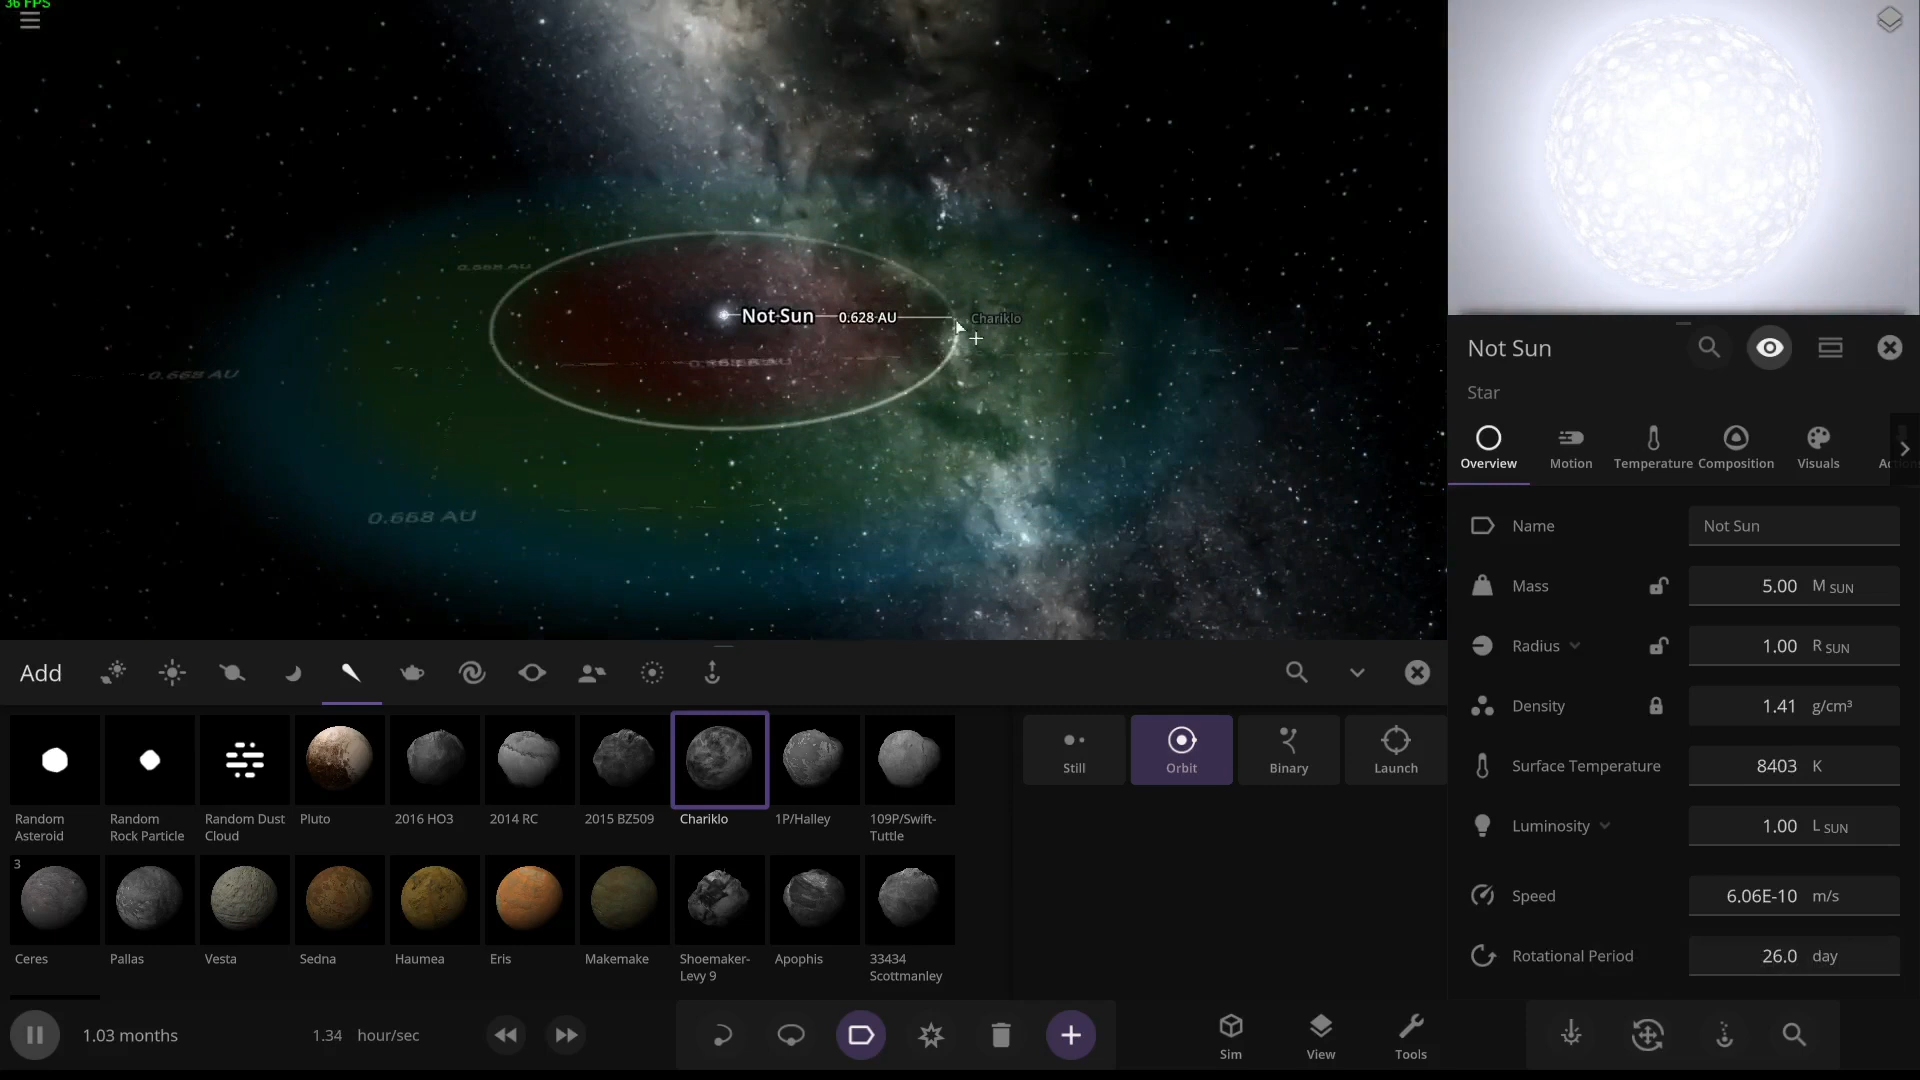 36 FPS
0.668 AU
Not Sun
0.628 AU
Chariklo
0.668 AU
0.668 AU
Not Sun
Star
Overview
Motion
Temperature
Composition
Visuals
Name
Not Sun
Mass
5.00 M SUN
Radius
1.00 R SUN
Density
1.41 g/cm³
Surface Temperature
8403 K
Luminosity
1.00 L SUN
Speed
6.06E-10 m/s
Rotational Period
26.0 day
Add
Still
Orbit
Binary
Launch
Random Asteroid
Random Rock Particle
Random Dust Cloud
Pluto
2016 HO3
2014 RC
2015 BZ509
Chariklo
1P/Halley
109P/Swift-Tuttle
3
Ceres
Pallas
Vesta
Sedna
Haumea
Eris
Makemake
Shoemaker-Levy 9
Apophis
33434 Scottmanley
1.03 months
1.34 hour/sec
Sim
View
Tools